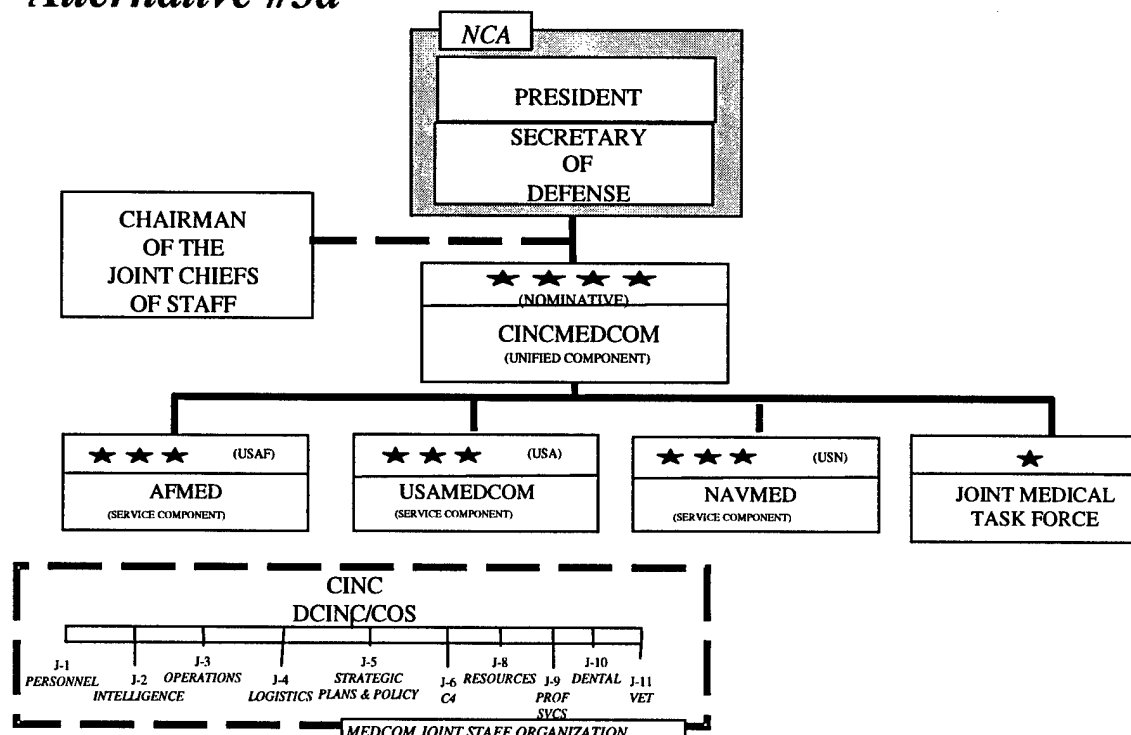 Alternative #3a
NCA
PRESIDENT
SECRETARY
OF
DEFENSE
CHAIRMAN
OF THE
JOINT CHIEFS
OF STAFF
(NOMINATIVE)
CINCMEDCOM
(UNIFIED COMPONENT)
(USAF)
AFMED
(SERVICE COMPONENT)
(USA)
USAMEDCOM
(SERVICE COMPONENT)
(USN)
NAVMED
(SERVICE COMPONENT)
JOINT MEDICAL
TASK FORCE
CINC
DCINC/COS
J-1
PERSONNEL
J-2
INTELLIGENCE
J-3
OPERATIONS
J-4
LOGISTICS
J-5
STRATEGIC
PLANS & POLICY
J-6
C4
J-8
RESOURCES
J-9
PROF
SVCS
J-10
DENTAL
J-11
VET
MEDCOM JOINT STAFF ORGANIZATION